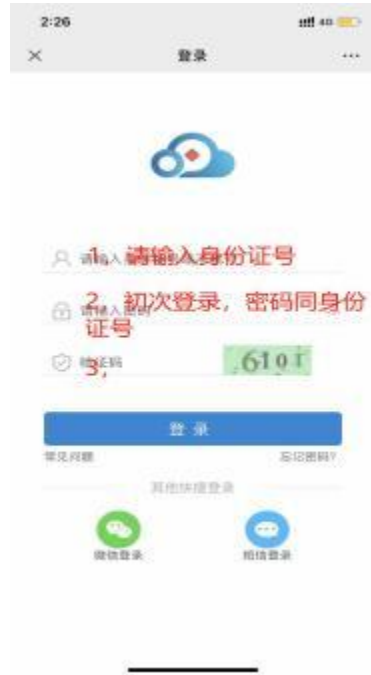 2:26
4G
登录
1、请输入身份证号
2、初次登录，密码同身份
证号
3，
验证码
6101
登 录
常见问题
忘记密码?
其他快捷登录
微信登录
短信登录